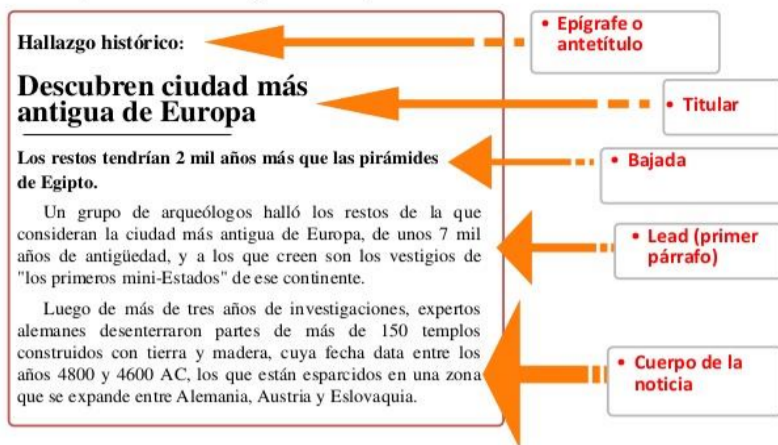 Hallazgo histórico:
• Epígrafe o
antetítulo
Descubren ciudad más
antigua de Europa
• Titular
Los restos tendrían 2 mil años más que las pirámides
de Egipto.
• Bajada
Un grupo de arqueólogos halló los restos de la que
consideran la ciudad más antigua de Europa, de unos 7 mil
años de antigüedad, y a los que creen son los vestigios de
"los primeros mini-Estados" de ese continente.
• Lead (primer
párrafo)
Luego de más de tres años de investigaciones, expertos
alemanes desenterraron partes de más de 150 templos
construidos con tierra y madera, cuya fecha data entre los
años 4800 y 4600 AC, los que están esparcidos en una zona
que se expande entre Alemania, Austria y Eslovaquia.
• Cuerpo de la
noticia